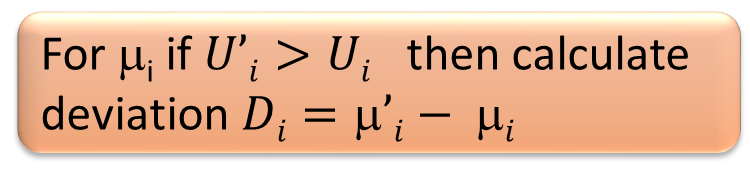 For μᵢ if U'ᵢ > Uᵢ then calculate
deviation Dᵢ = μ'ᵢ − μᵢ